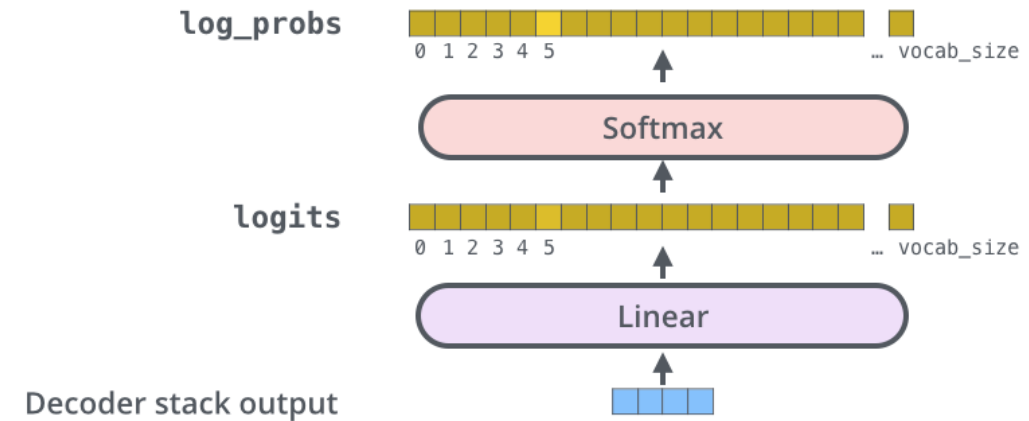 log_probs
0 1 2 3 4 5 … vocab_size
Softmax
logits
0 1 2 3 4 5 … vocab_size
Linear
Decoder stack output